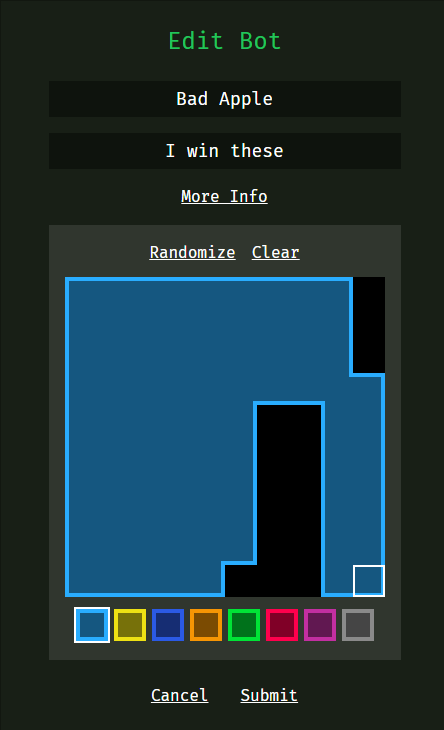 Edit Bot
Bad Apple
I win these
More Info
Randomize Clear
Cancel Submit